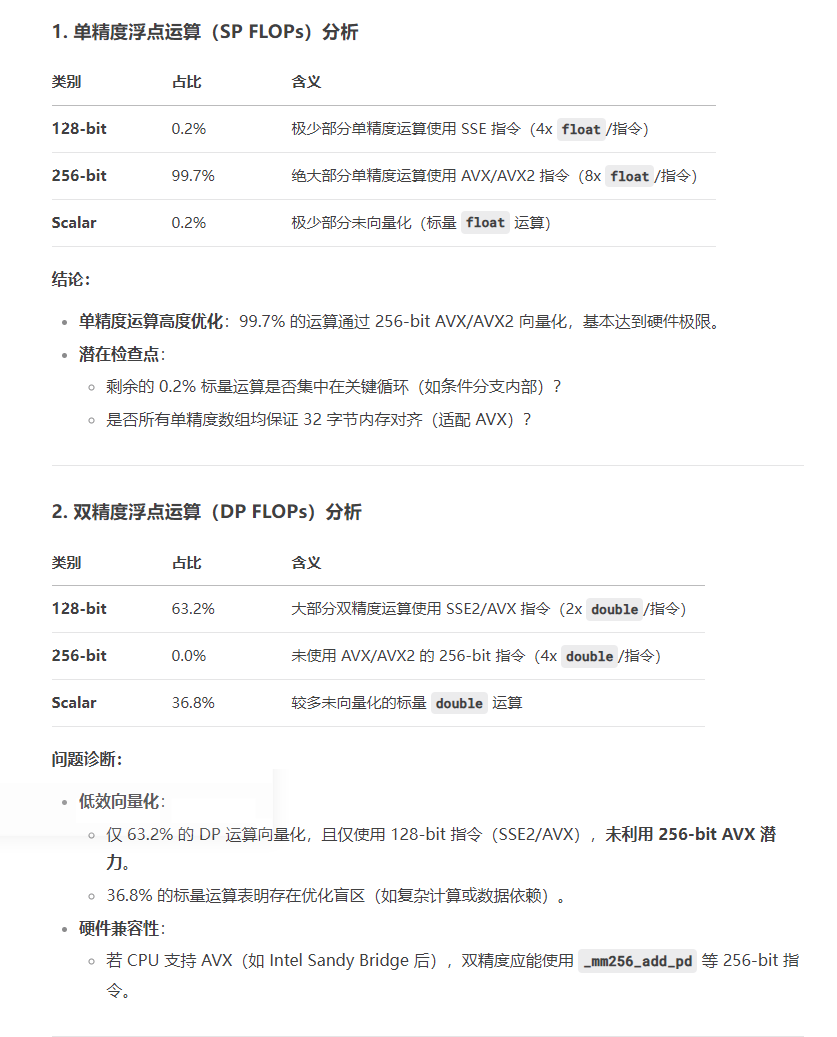 1. 单精度浮点运算（SP FLOPs）分析
类别 占比 含义
128-bit 0.2% 极少部分单精度运算使用 SSE 指令（4x float/指令）
256-bit 99.7% 绝大部分单精度运算使用 AVX/AVX2 指令（8x float/指令）
Scalar 0.2% 极少部分未向量化（标量 float 运算）
结论：
• 单精度运算高度优化：99.7% 的运算通过 256-bit AVX/AVX2 向量化，基本达到硬件极限。
• 潜在检查点：
◦ 剩余的 0.2% 标量运算是否集中在关键循环（如条件分支内部）？
◦ 是否所有单精度数组均保证 32 字节内存对齐（适配 AVX）？
2. 双精度浮点运算（DP FLOPs）分析
类别 占比 含义
128-bit 63.2% 大部分双精度运算使用 SSE2/AVX 指令（2x double/指令）
256-bit 0.0% 未使用 AVX/AVX2 的 256-bit 指令（4x double/指令）
Scalar 36.8% 较多未向量化的标量 double 运算
问题诊断：
• 低效向量化：
◦ 仅 63.2% 的 DP 运算向量化，且仅使用 128-bit 指令（SSE2/AVX），未利用 256-bit AVX 潜
力。
◦ 36.8% 的标量运算表明存在优化盲区（如复杂计算或数据依赖）。
• 硬件兼容性：
◦ 若 CPU 支持 AVX（如 Intel Sandy Bridge 后），双精度应能使用 _mm256_add_pd 等 256-bit 指
令。